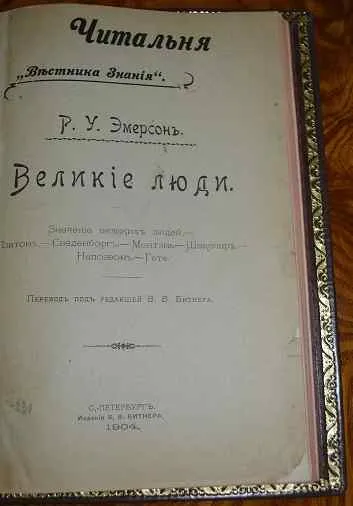 Читальня
„Вѣстника Знанія“.
Р. У. Эмерсонъ.
Великіе люди.
Значеніе великихъ людей.—
Платонъ.—Сведенборгъ.—Монтэнь.—Шекспиръ.—
Наполеонъ.—Гете.
Переводъ подъ редакціей В. В. Битнера.
С.-ПЕТЕРБУРГЪ.
Изданіе В. В. БИТНЕРА.
1904.